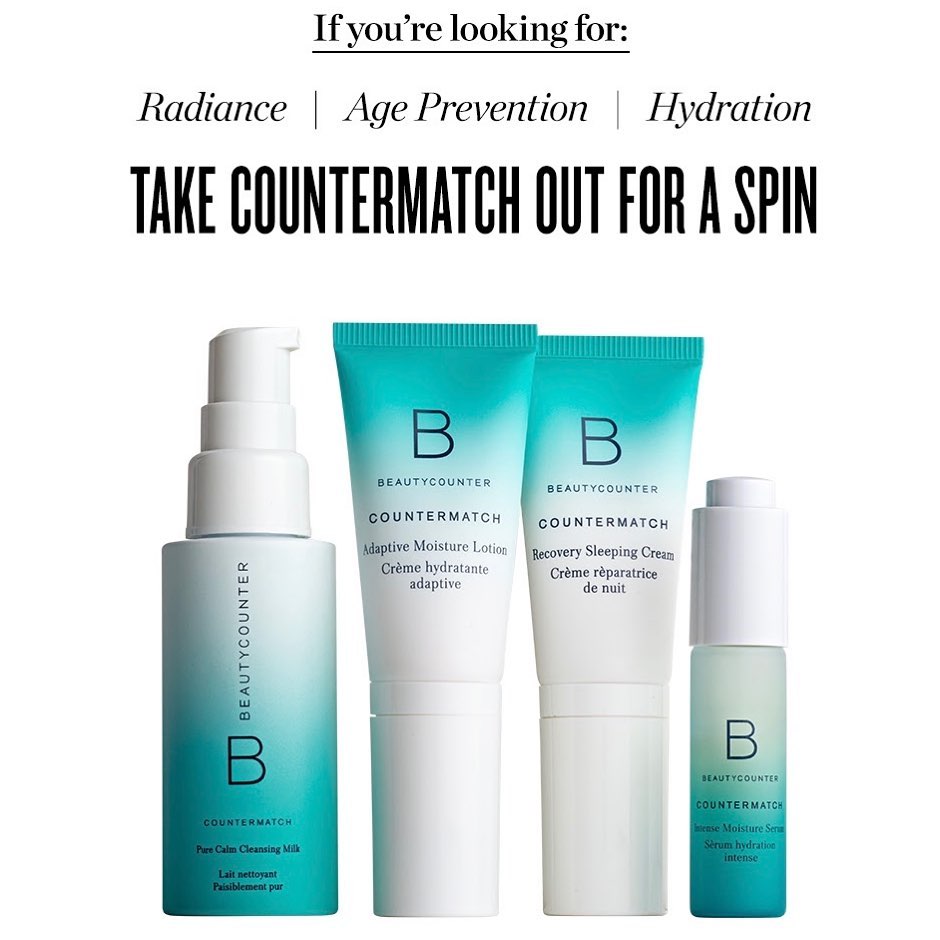 If you're looking for:
Radiance | Age Prevention | Hydration
TAKE COUNTERMATCH OUT FOR A SPIN
BEAUTYCOUNTER
B
COUNTERMATCH
Pure Calm Cleansing Milk
Lait nettoyant
Paisiblement pur
B
BEAUTYCOUNTER
COUNTERMATCH
Adaptive Moisture Lotion
Crème hydratante
adaptive
B
BEAUTYCOUNTER
COUNTERMATCH
Recovery Sleeping Cream
Crème rèparatrice
de nuit
B
BEAUTYCOUNTER
COUNTERMATCH
Intense Moisture Serum
Sèrum hydration
intense